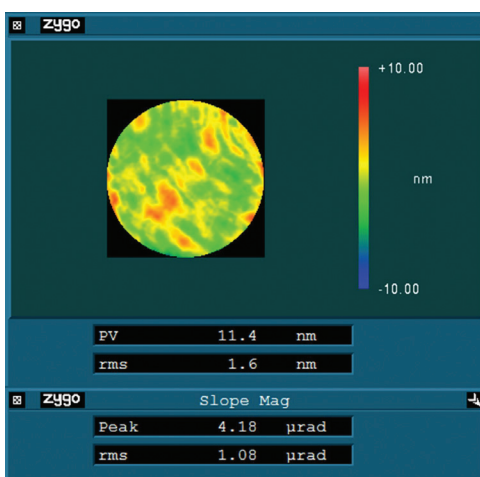 zygo
+10.00
nm
-10.00
PV 11.4 nm
rms 1.6 nm
zygo Slope Mag
Peak 4.18 µrad
rms 1.08 µrad